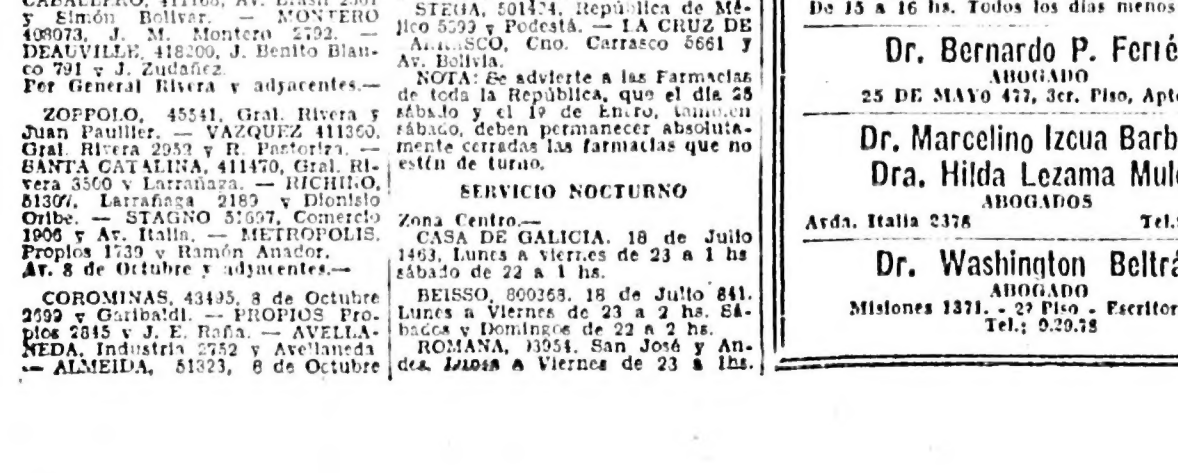 CABALLERO, 411166, Av. Brasil 2561
y Simón Bolivar. — MONTERO
408073, J. M. Montero 2792. —
DEAUVILLE, 418200, J. Benito Blan-
co 791 y J. Zudañez.
Por General Rivera y adyacentes.—
ZOPPOLO, 45541, Gral. Rivera y
Juan Paullier. — VAZQUEZ 411360,
Gral. Rivera 2952 y R. Pastoriza. —
SANTA CATALINA, 411470, Gral. Ri-
vera 3500 y Larrañaga. — RICHINO,
51307, Larrañaga 2189 y Dionisio
Oribe. — STAGNO 51697, Comercio
1906 y Av. Italia. — METROPOLIS,
Propios 1739 y Ramón Anador.
Av. 8 de Octubre y adyacentes.—
COROMINAS, 43495, 8 de Octubre
2699 y Garibaldi. — PROPIOS Pro-
pios 2845 y J. E. Raña. — AVELLA-
NEDA, Industria 2752 y Avellaneda
— ALMEIDA, 51323, 8 de Octubre
STEGA, 501424, República de Mé-
jico 5599 y Podestá. — LA CRUZ DE
CARRASCO, Cno. Carrasco 5661 y
Av. Bolivia.
NOTA: Se advierte a las Farmacias
de toda la República, que el día 25
sábado y el 1º de Enero, también
sábado, deben permanecer absoluta-
mente cerradas las farmacias que no
estén de turno.
SERVICIO NOCTURNO
Zona Centro.—
CASA DE GALICIA. 18 de Julio
1463, Lunes a viernes de 23 a 1 hs
sábado de 22 a 1 hs.
BEISSO, 800368. 18 de Julio 841.
Lunes a Viernes de 23 a 2 hs. Sá-
bados y Domingos de 22 a 2 hs.
ROMANA, 93954. San José y An-
des, Lunes a Viernes de 23 a 1hs.
De 15 a 16 hs. Todos los días menos
Dr. Bernardo P. Ferré
ABOGADO
25 DE MAYO 477, 3cr. Piso, Apt
Dr. Marcelino Izcua Barb
Dra. Hilda Lezama Mul
ABOGADOS
Avda. Italia 2378 Tel.
Dr. Washington Beltrá
ABOGADO
Misiones 1371. - 2º Piso - Escritor
Tel.: 9.29.78